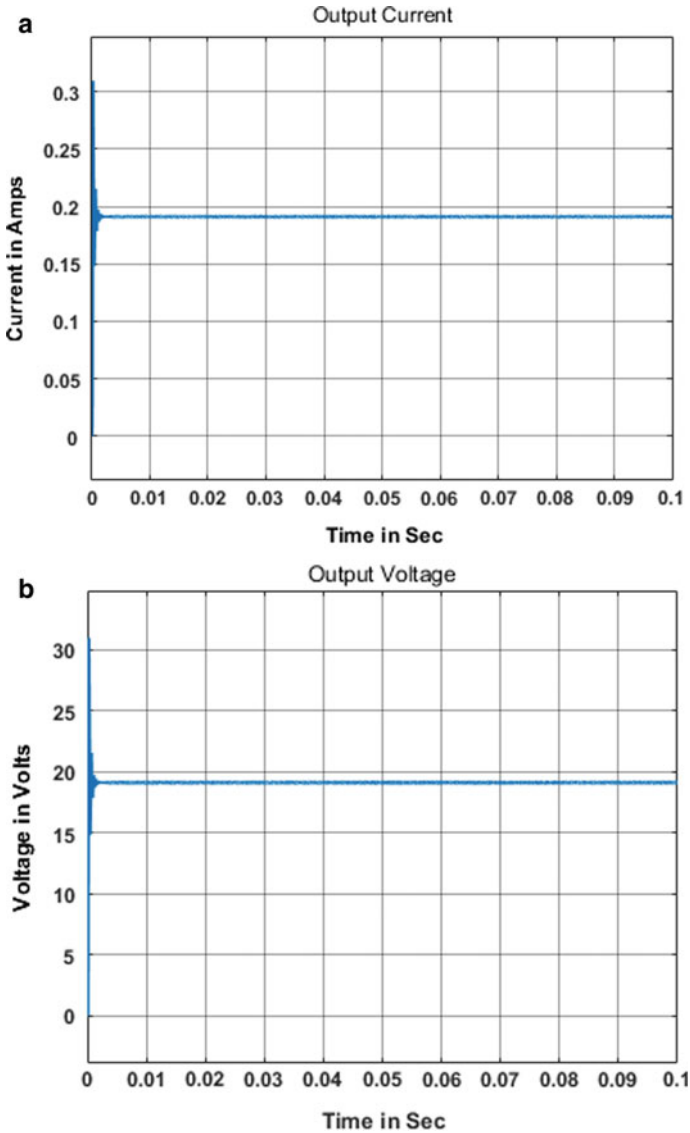 a
Output Current
0.3
0.25
0.2
0.15
0.1
0.05
0
Current in Amps
0 0.01 0.02 0.03 0.04 0.05 0.06 0.07 0.08 0.09 0.1
Time in Sec
b
Output Voltage
30
25
20
15
10
5
0
Voltage in Volts
0 0.01 0.02 0.03 0.04 0.05 0.06 0.07 0.08 0.09 0.1
Time in Sec